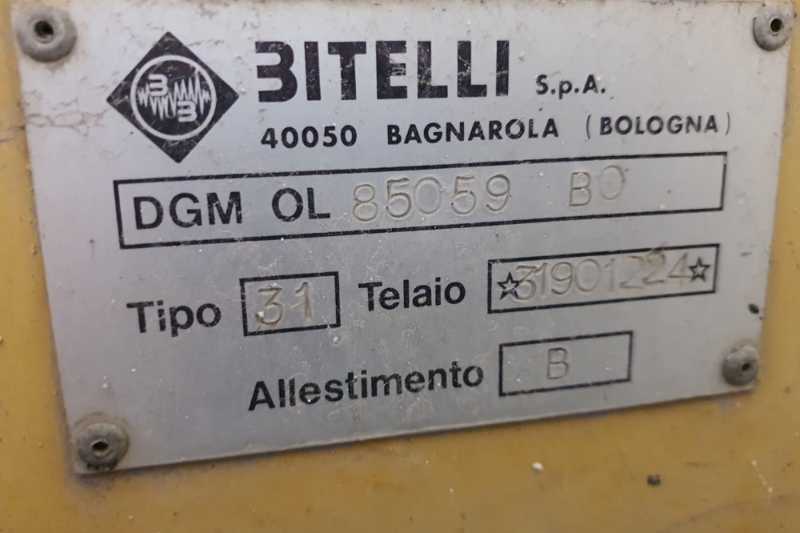 BITELLI S.p.A.
40050 BAGNAROLA (BOLOGNA)
DGM OL 85059 BO
Tipo 31 Telaio ☆31901224☆
Allestimento B